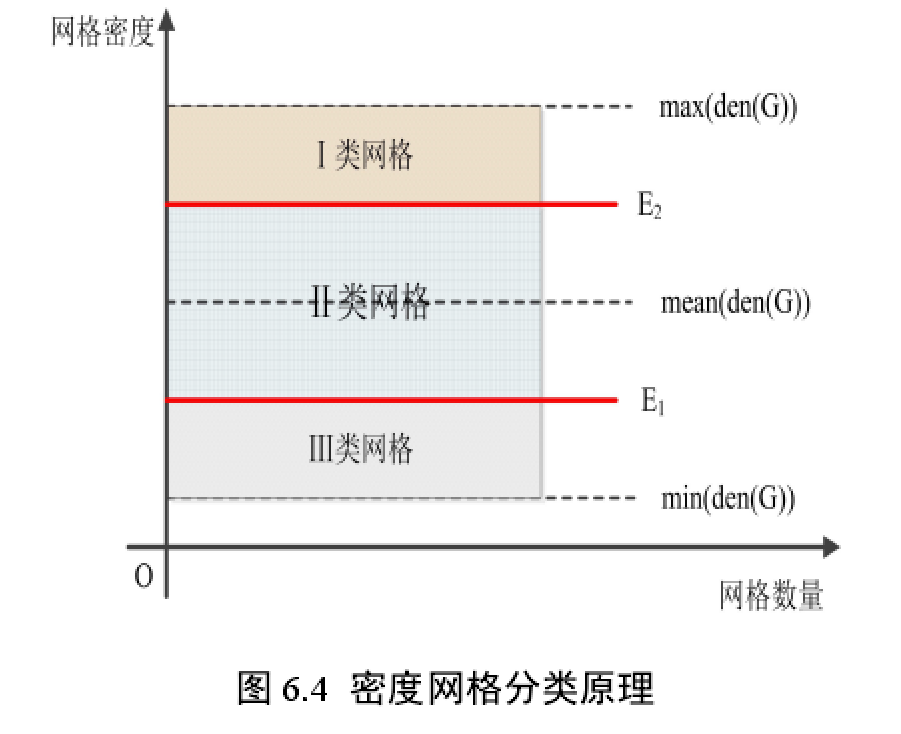 网格密度
max(den(G))
Ⅰ类网格
E₂
Ⅱ类网格
mean(den(G))
E₁
Ⅲ类网格
min(den(G))
O
网格数量
图 6.4 密度网格分类原理